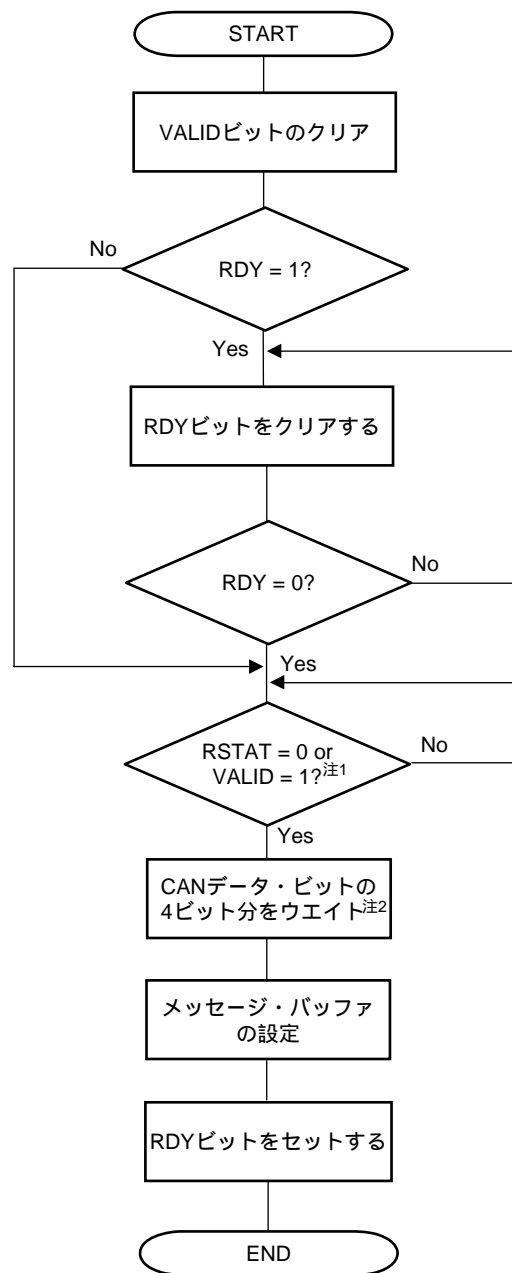 START
VALIDビットのクリア
No
RDY = 1?
Yes
RDYビットをクリアする
RDY = 0?
No
Yes
RSTAT = 0 or
VALID = 1?注1
No
Yes
CANデータ・ビットの
4ビット分をウエイト注2
メッセージ・バッファ
の設定
RDYビットをセットする
END